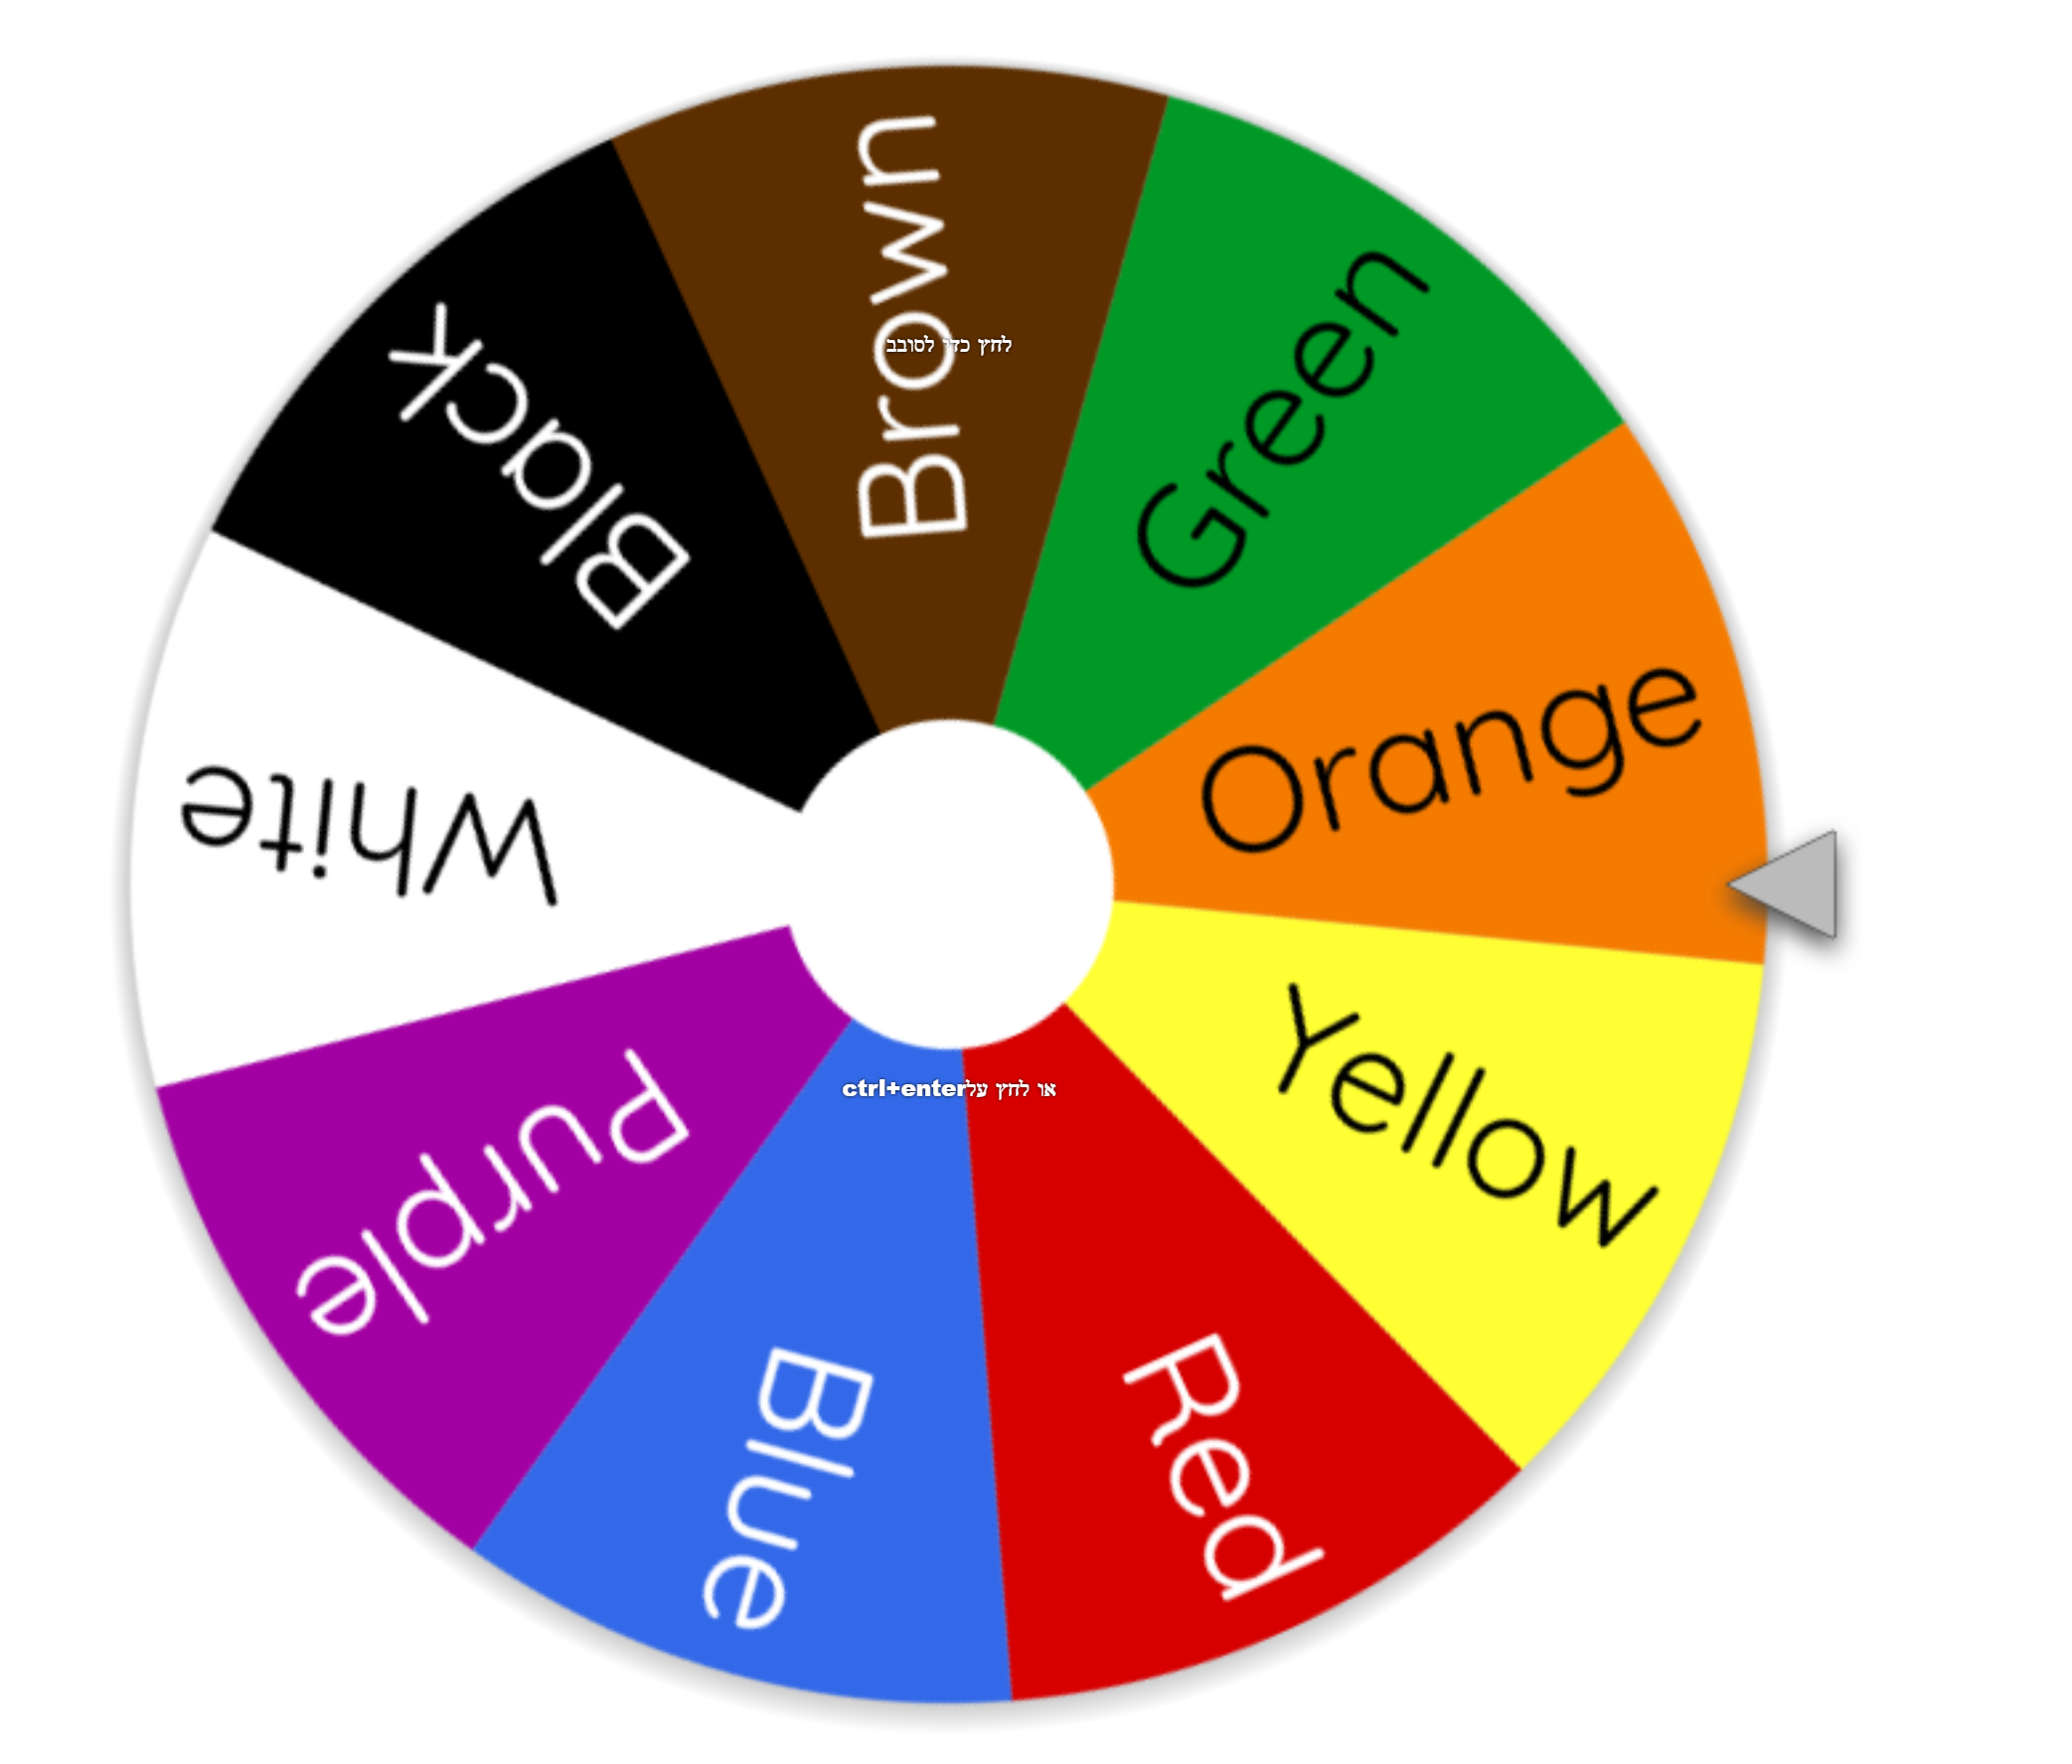 Brown
לחץ כדי לסובב
Green
Orange
Yellow
Red
Blue
Purple
White
Black
או לחץ על ctrl+enter